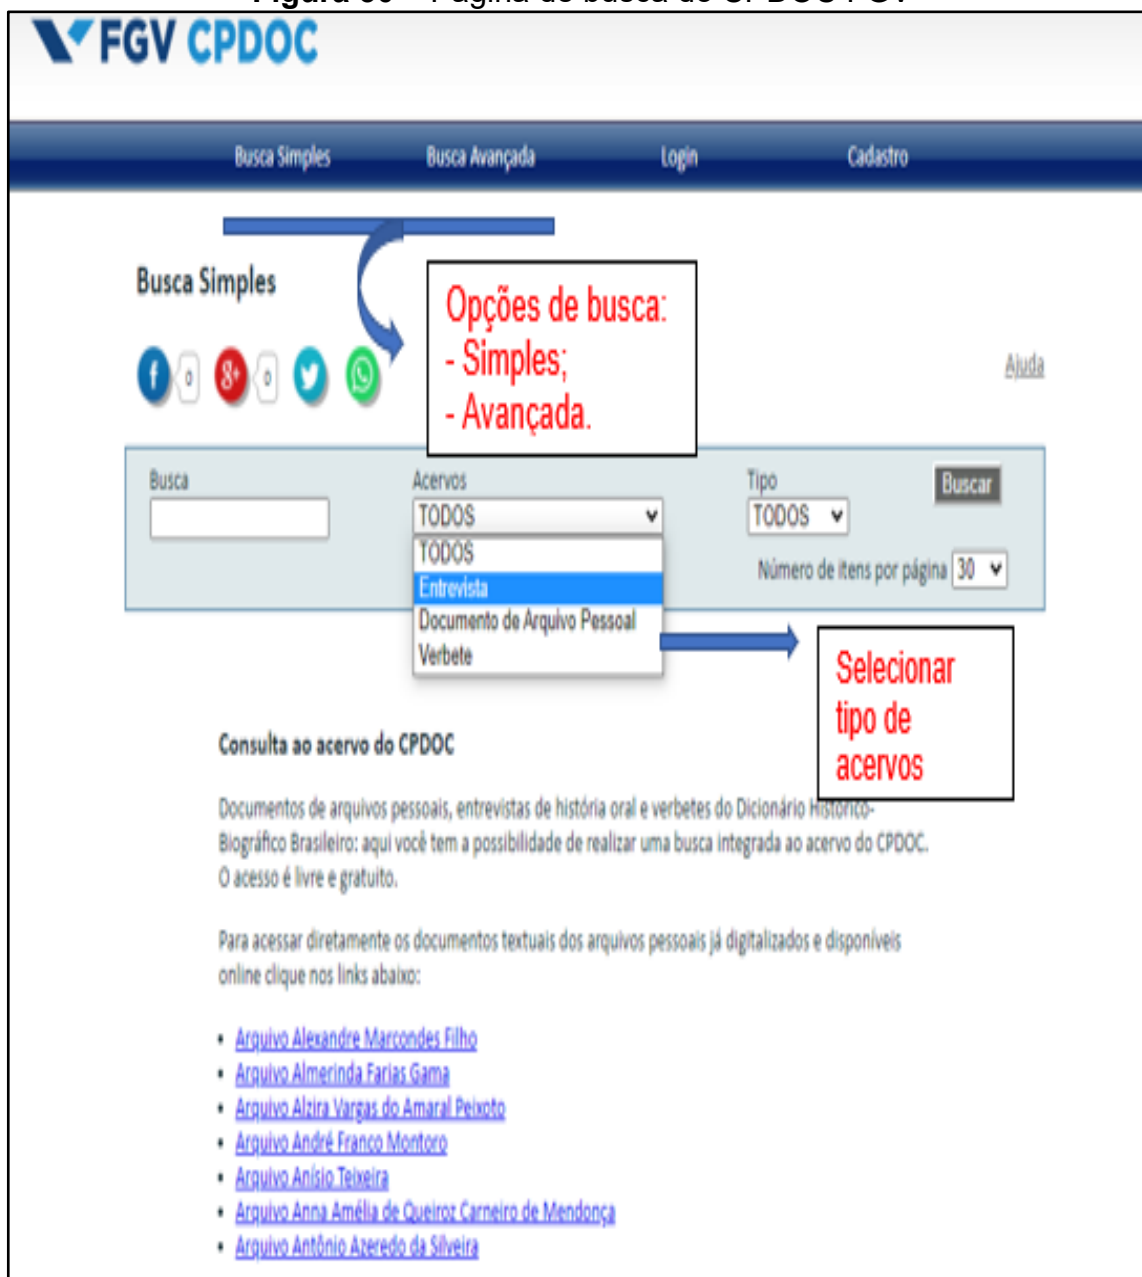 FGV CPDOC
Busca Simples Busca Avançada Login Cadastro
Busca Simples
Opções de busca:
- Simples;
- Avançada.
0 0
Ajuda
Busca Acervos Tipo Buscar
TODOS TODOS
TODOS
Número de itens por página 30
Entrevista
Documento de Arquivo Pessoal
Verbete
Selecionar
tipo de
acervos
Consulta ao acervo do CPDOC
Documentos de arquivos pessoais, entrevistas de história oral e verbetes do Dicionário Histórico-
Biográfico Brasileiro: aqui você tem a possibilidade de realizar uma busca integrada ao acervo do CPDOC.
O acesso é livre e gratuito.
Para acessar diretamente os documentos textuais dos arquivos pessoais já digitalizados e disponíveis
online clique nos links abaixo:
• Arquivo Alexandre Marcondes Filho
• Arquivo Almerinda Farias Gama
• Arquivo Alzira Vargas do Amaral Peixoto
• Arquivo André Franco Montoro
• Arquivo Anísio Teixeira
• Arquivo Anna Amélia de Queiroz Carneiro de Mendonça
• Arquivo Antônio Azeredo da Silveira